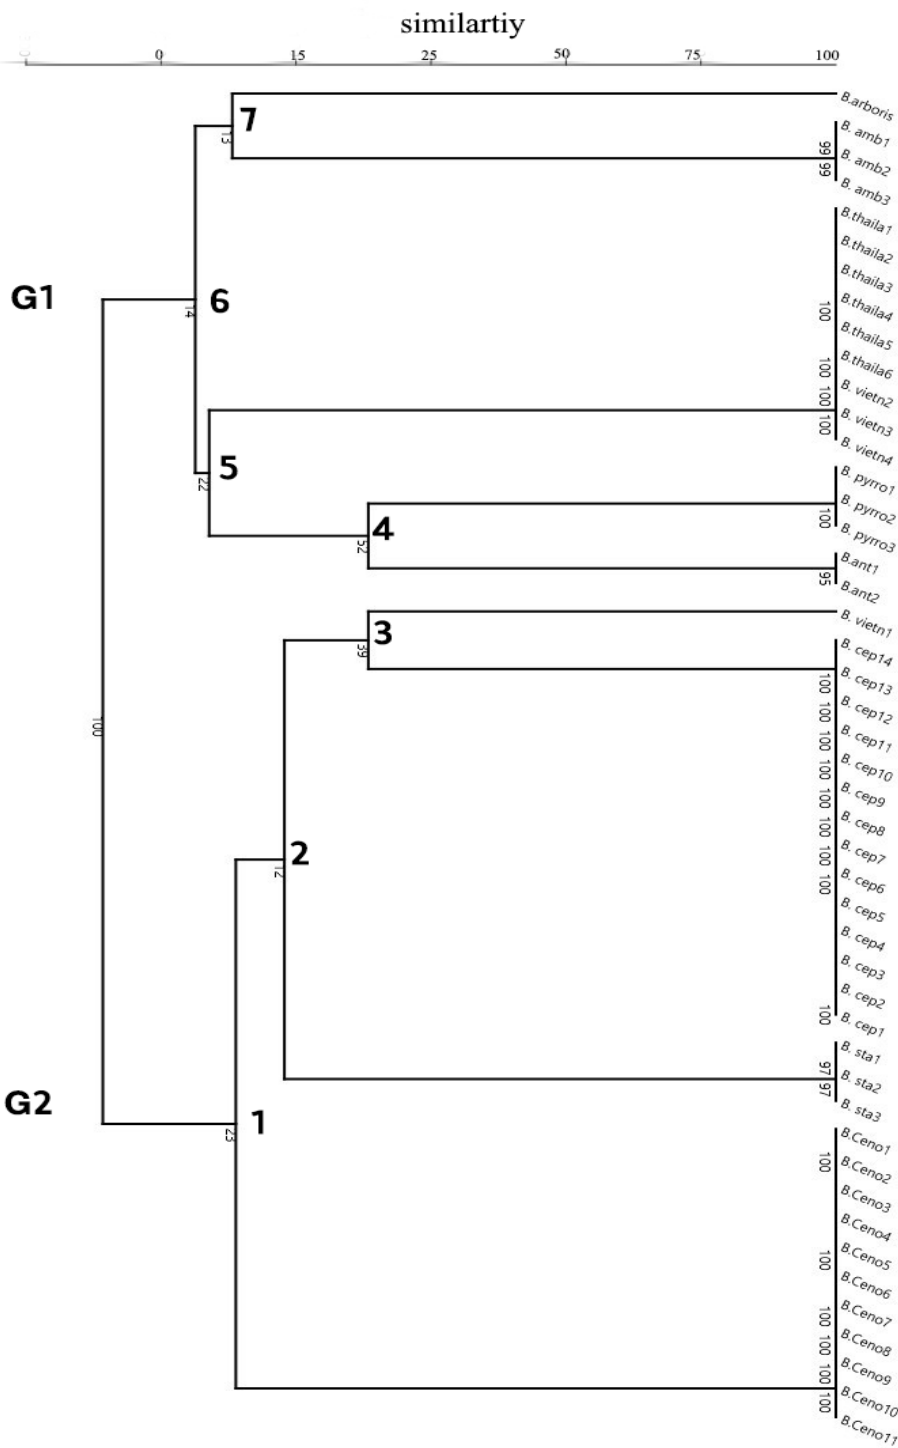 similartiy
0 15 25 50 75 100
B.arboris
7
13
B. amb1
99
B. amb2
99
B. amb3
B.thaila1
B.thaila2
B.thaila3
G1
6
14
B.thaila4
100
B.thaila5
B.thaila6
100
B. vietn2
100
B. vietn3
100
B. vietn4
5
22
B. pyrro1
B. pyrro2
100
B. pyrro3
4
52
B.ant1
95
B.ant2
B. vietn1
3
39
B. cep14
B. cep13
100
B. cep12
100
100
B. cep11
100
B. cep10
100
B. cep9
100
B. cep8
100
B. cep7
100
B. cep6
2
12
100
B. cep5
B. cep4
B. cep3
B. cep2
100
B. cep1
B. sta1
97
B. sta2
97
B. sta3
G2
1
23
B.Ceno1
100
B.Ceno2
B.Ceno3
B.Ceno4
B.Ceno5
100
B.Ceno6
B.Ceno7
100
B.Ceno8
100
B.Ceno9
100
B.Ceno10
100
B.Ceno11